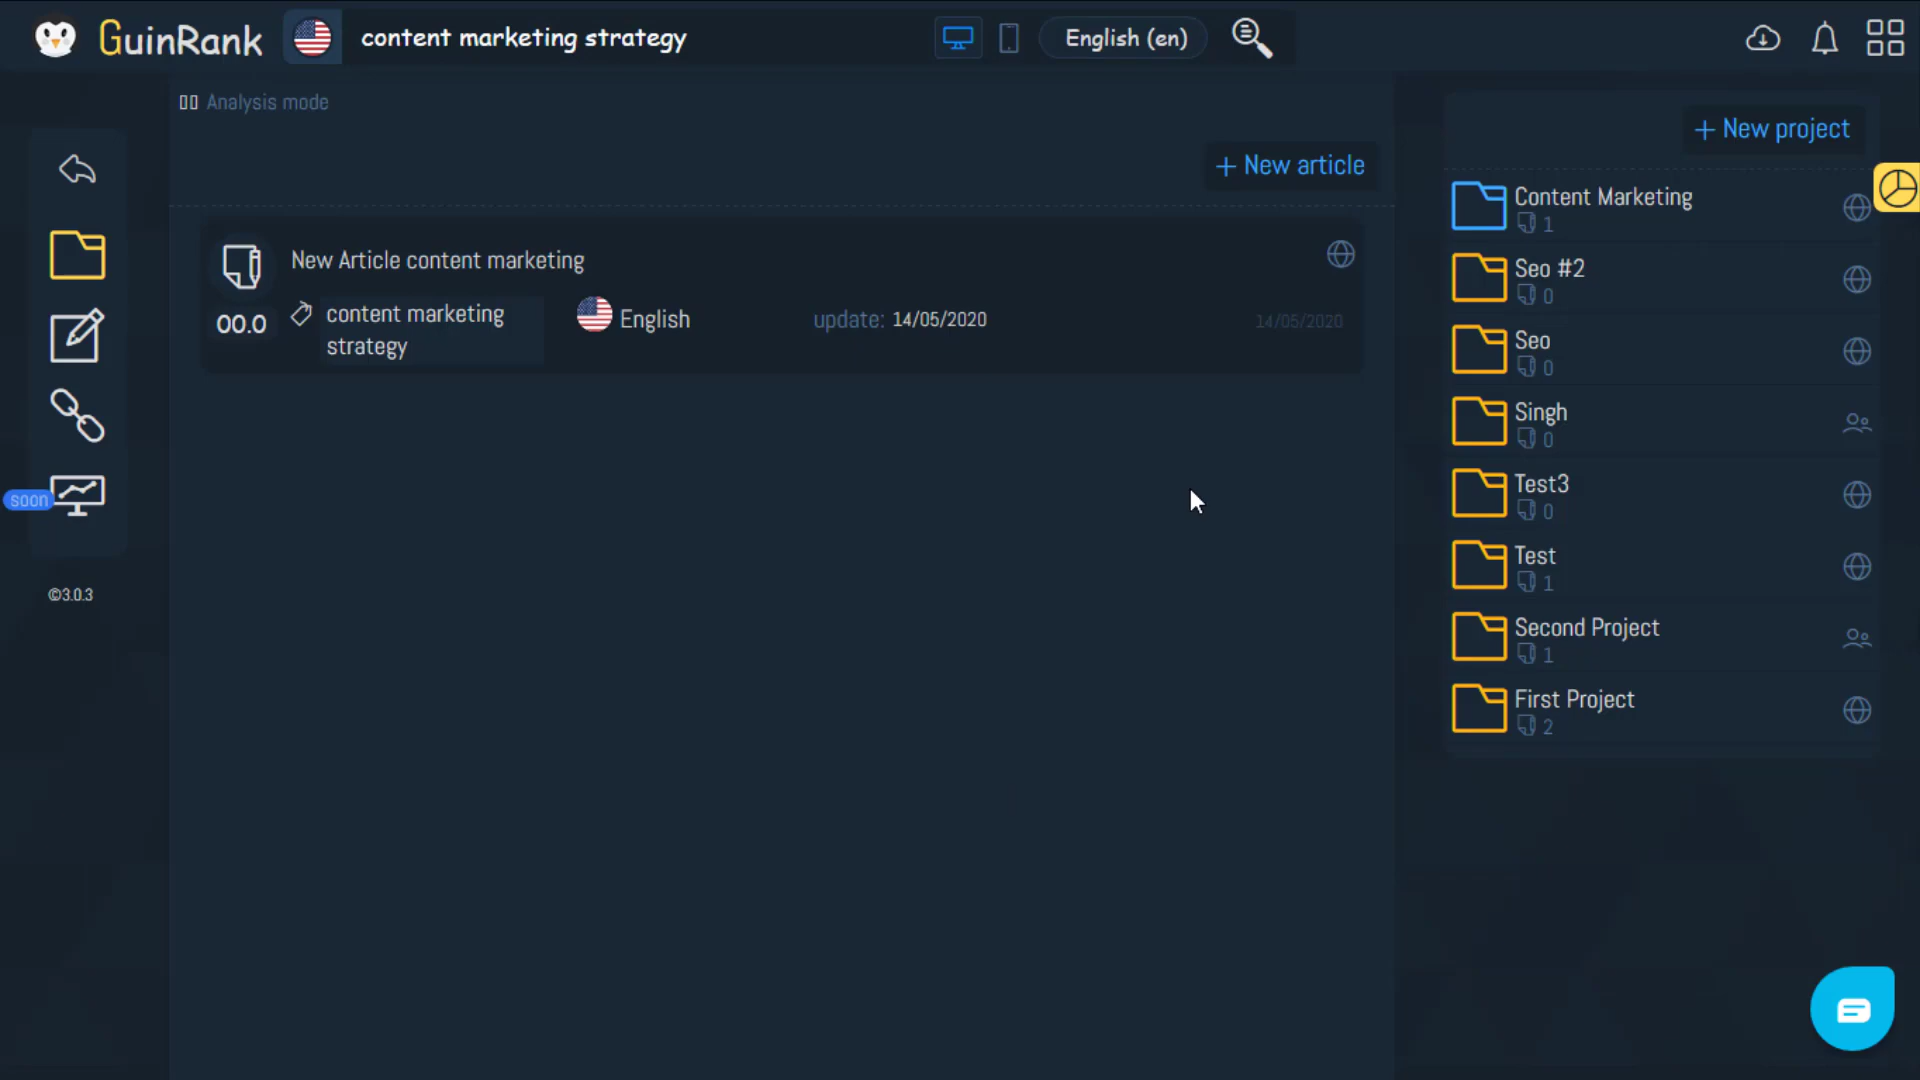 GuinRank
content marketing strategy
English (en)
Analysis mode
+ New project
+ New article
Content Marketing
1
New Article content marketing
Seo #2
0
00.0
content marketing
strategy
English
update: 14/05/2020
14/05/2020
Seo
0
Singh
0
soon
Test3
0
Test
1
©3.0.3
Second Project
1
First Project
2